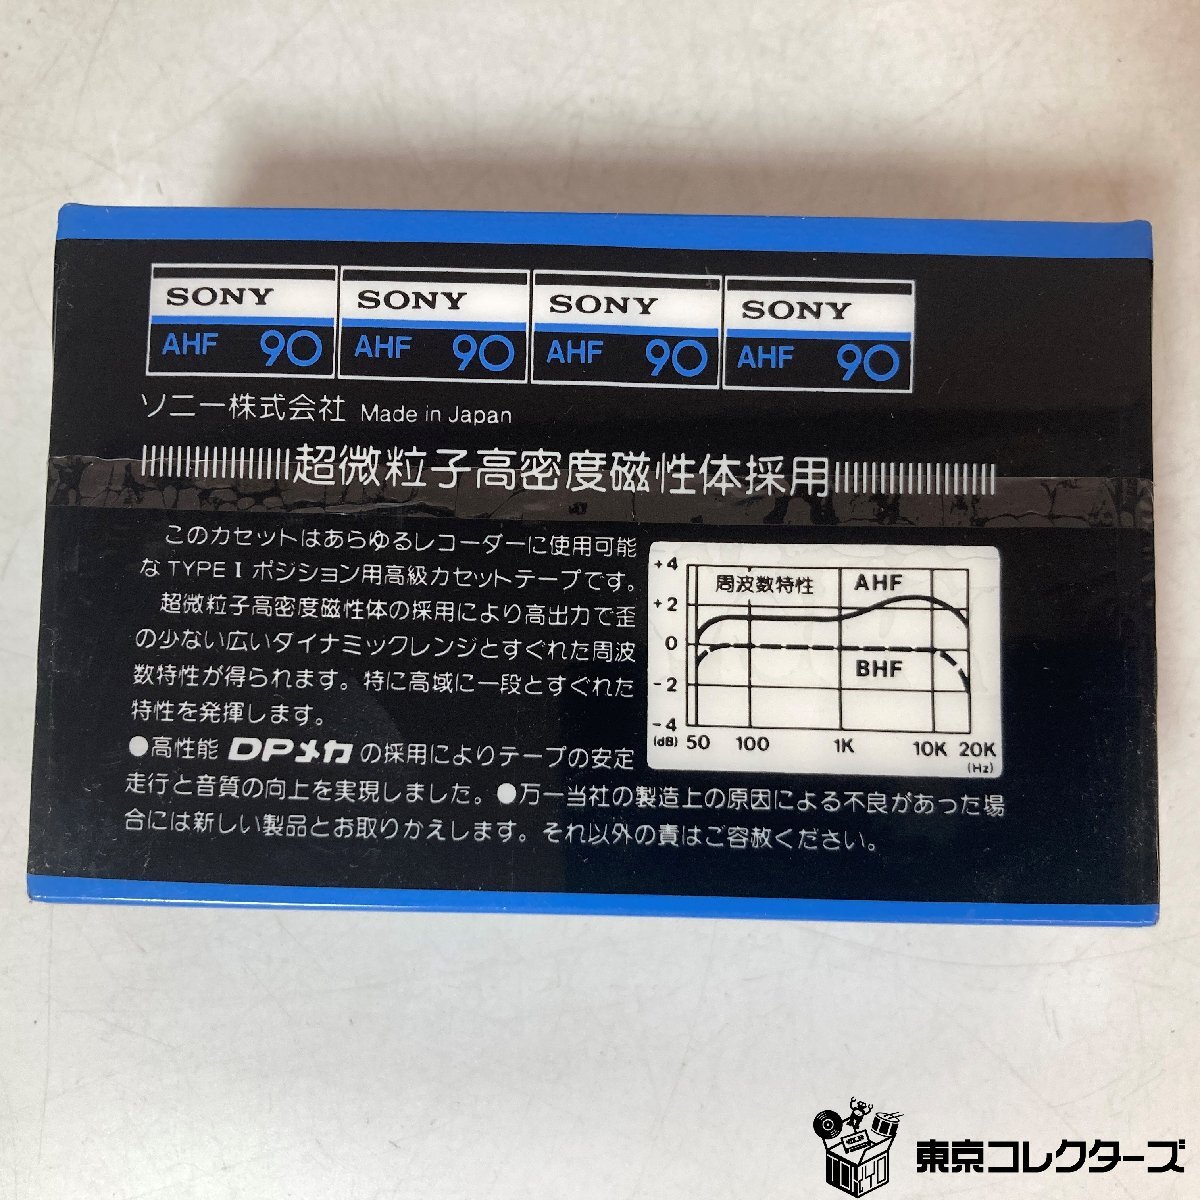 SONY SONY SONY SONY
AHF 90 AHF 90 AHF 90 AHF 90
ソニー株式会社 Made in Japan
超微粒子高密度磁性体採用
このカセットはあらゆるレコーダーに使用可能
なTYPE I ポジション用高級カセットテープです。
超微粒子高密度磁性体の採用により高出力で歪
の少ない広いダイナミックレンジとすぐれた周波
数特性が得られます。特に高域に一段とすぐれた
特性を発揮します。
●高性能 DPメカ の採用によりテープの安定
走行と音質の向上を実現しました。●万一当社の製造上の原因による不良があった場
合には新しい製品とお取りかえします。それ以外の責はご容赦ください。
周波数特性 AHF
BHF
+4
+2
0
-2
-4
(dB) 50 100 1K 10K 20K
(Hz)
東京コレクターズ